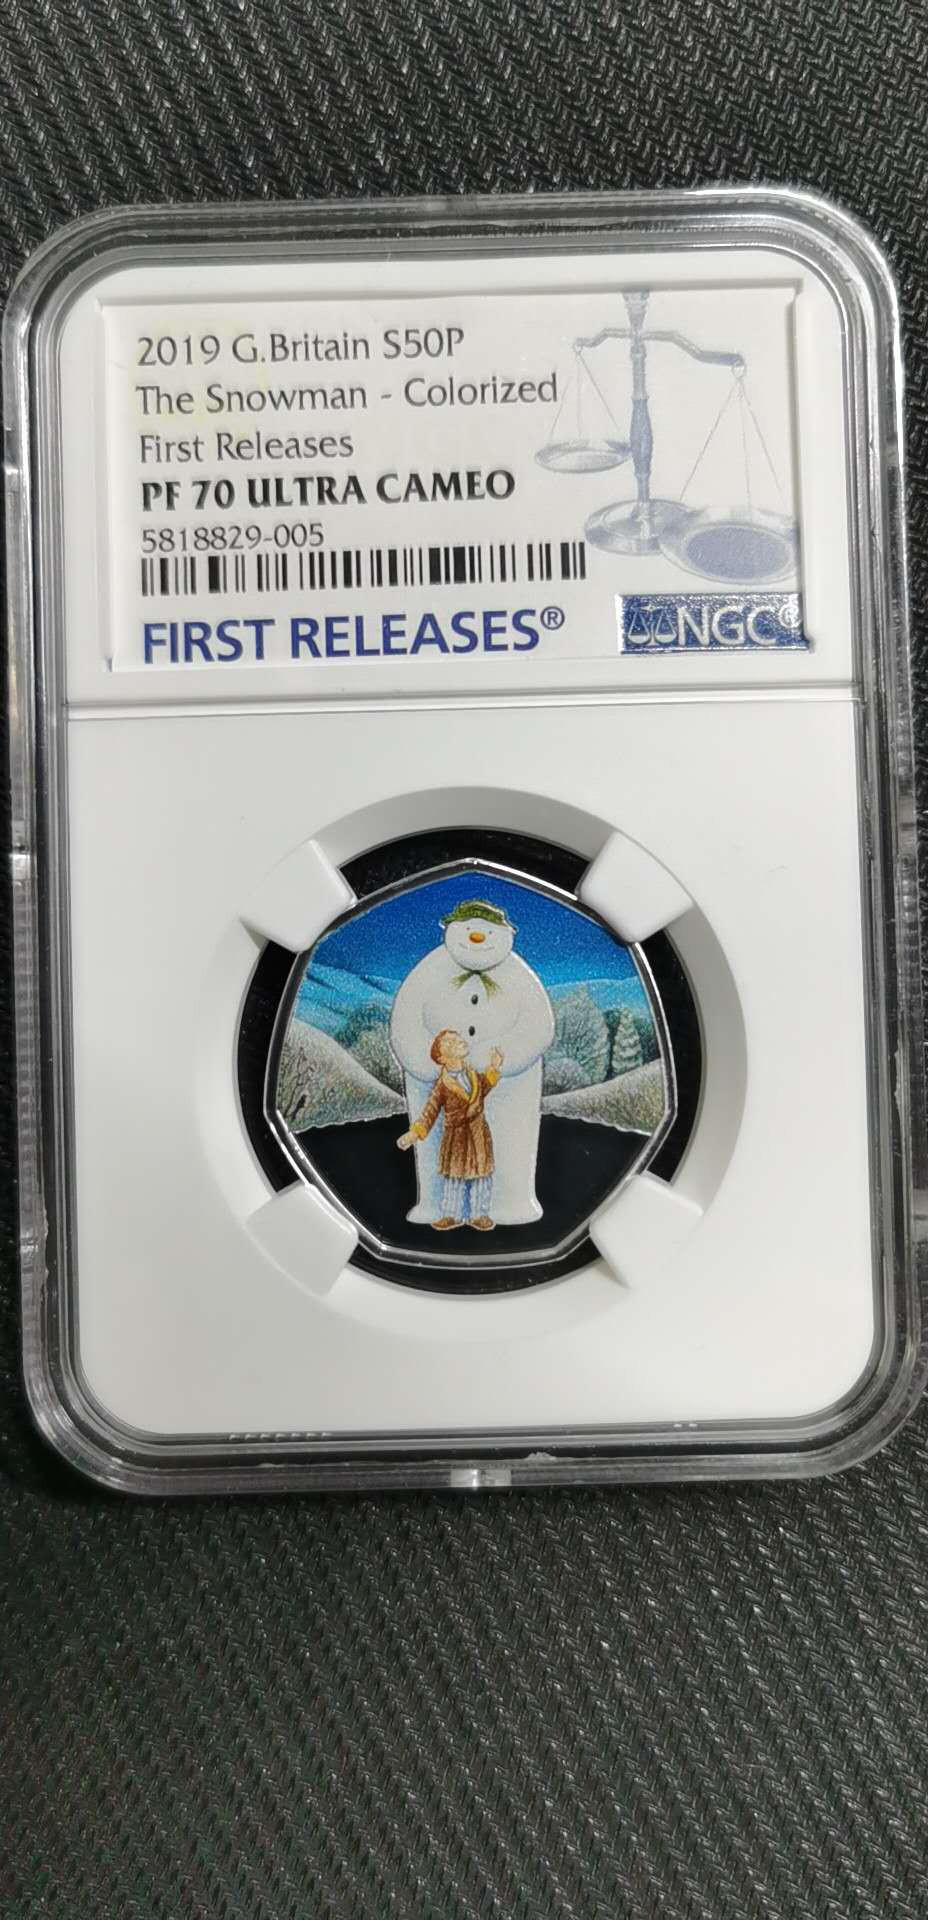 2019 G.Britain S50P
The Snowman - Colorized
First Releases
PF 70 ULTRA CAMEO
5818829-005
FIRST RELEASES®
NGC®